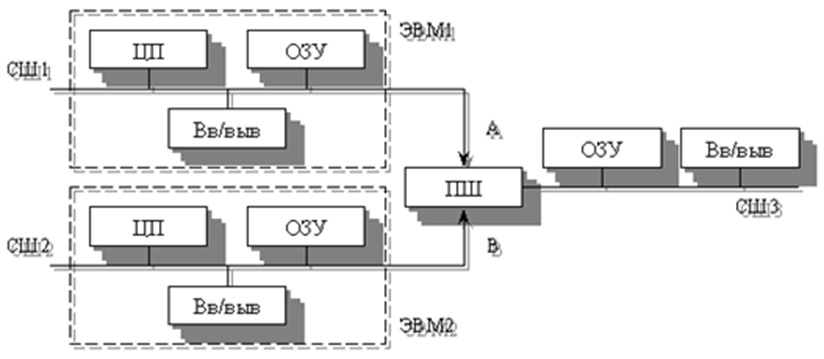 ЭВМ1
ЦП
ОЗУ
СШ1
Вв/выв
А
ОЗУ
Вв/выв
ПШ
СШ3
ЦП
ОЗУ
СШ2
В
Вв/выв
ЭВМ2